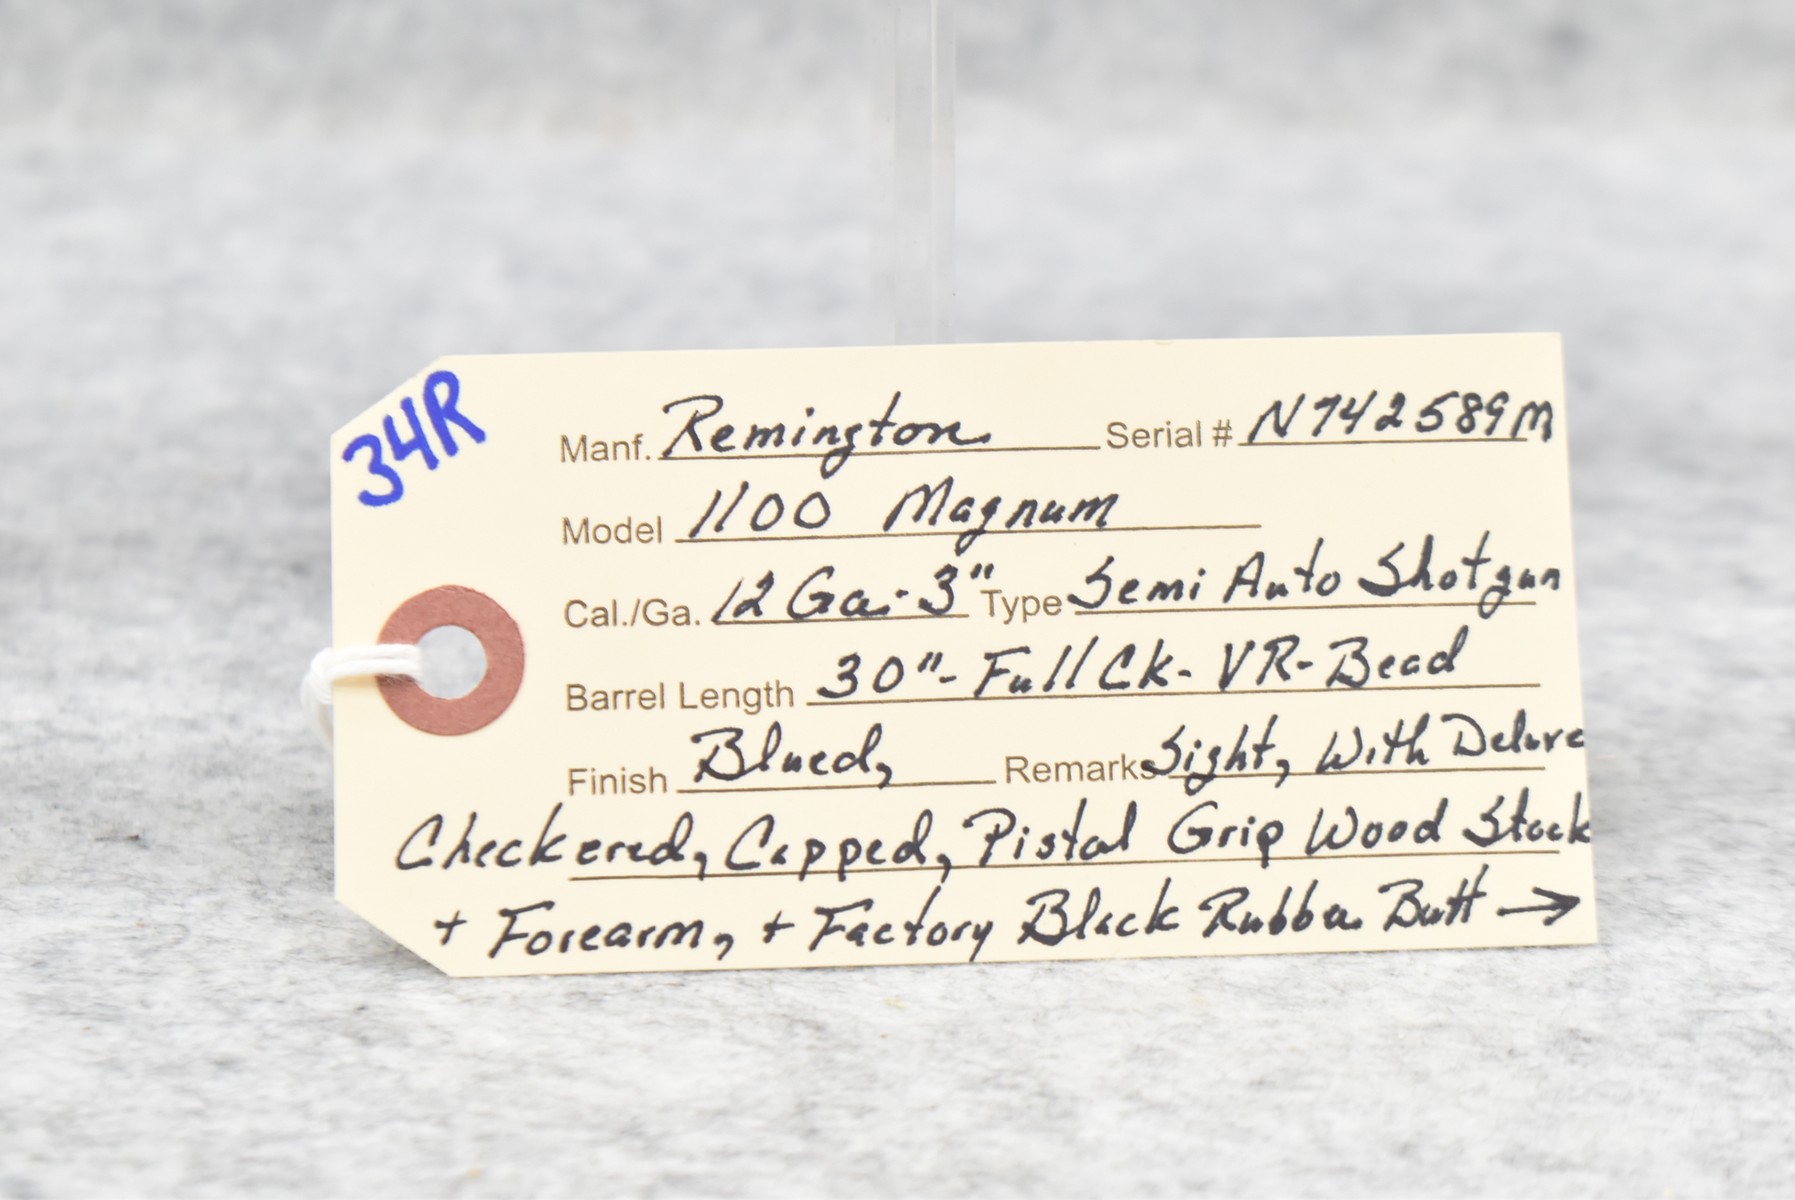 34R
Manf. Remington Serial # N742589M
Model 1100 Magnum
Cal./Ga. 12 Ga. 3" Type Semi Auto Shotgun
Barrel Length 30"- Full Ck- VR- Bead
Finish Blued, Remarks Sight, With Deluxe
Checkered, Capped, Pistal Grip Wood Stock
+ Forearm, + Factory Black Rubber Butt →